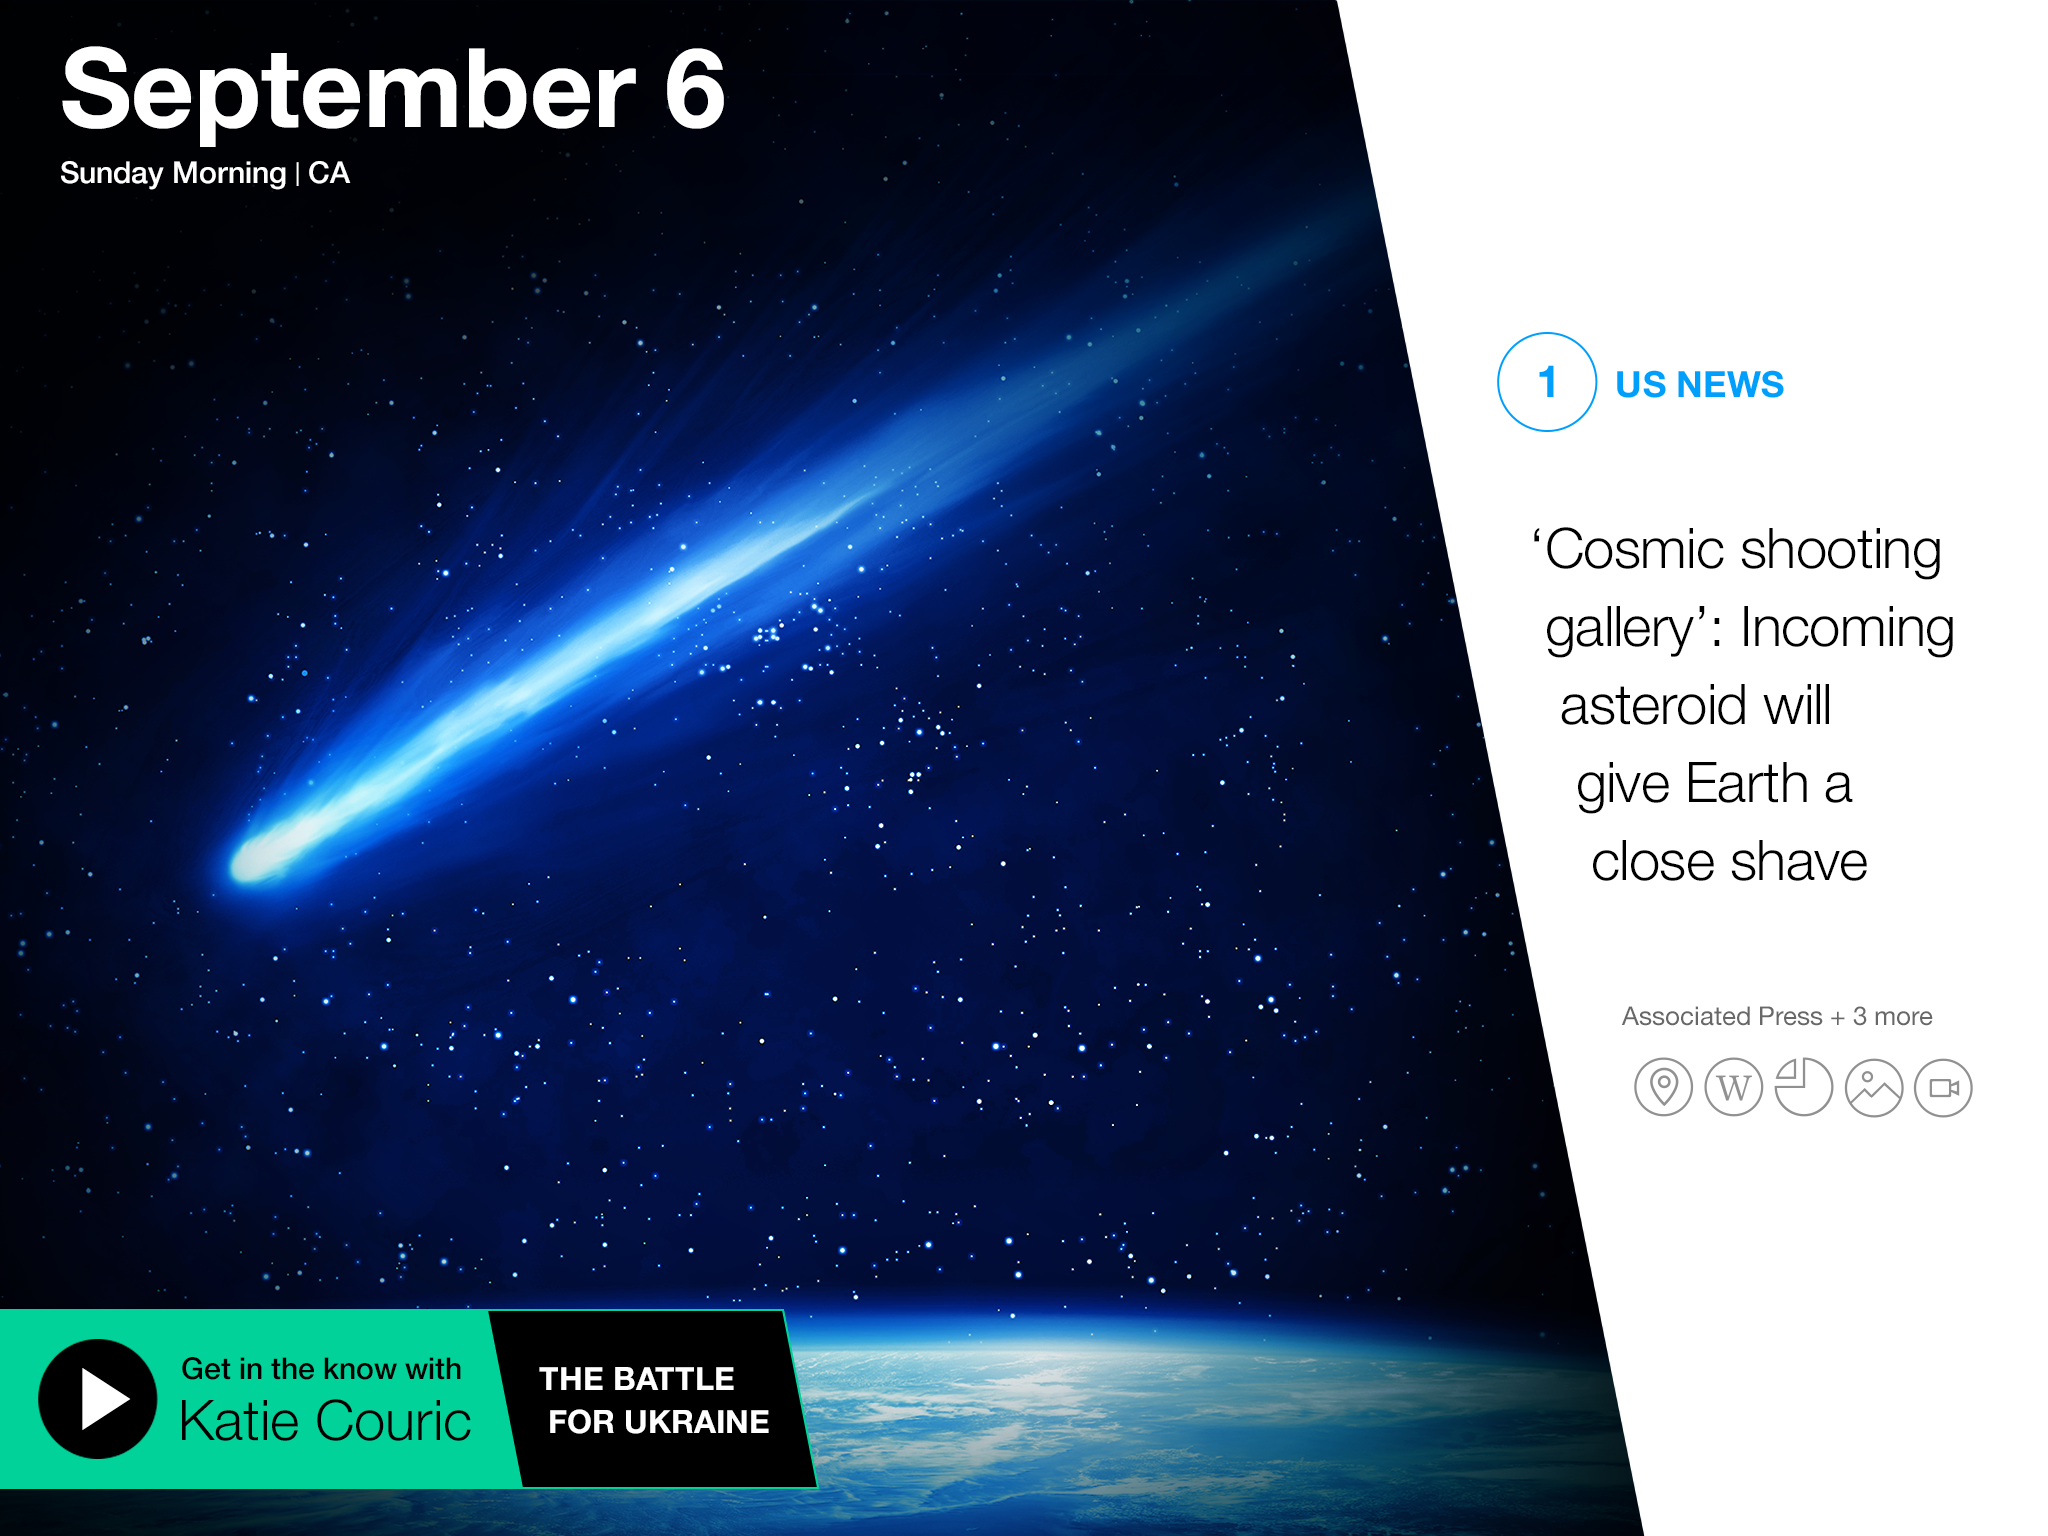 September 6
Sunday Morning | CA
1 US NEWS
‘Cosmic shooting
gallery’: Incoming
asteroid will
give Earth a
close shave
Associated Press + 3 more
W
Get in the know with
Katie Couric
THE BATTLE
FOR UKRAINE